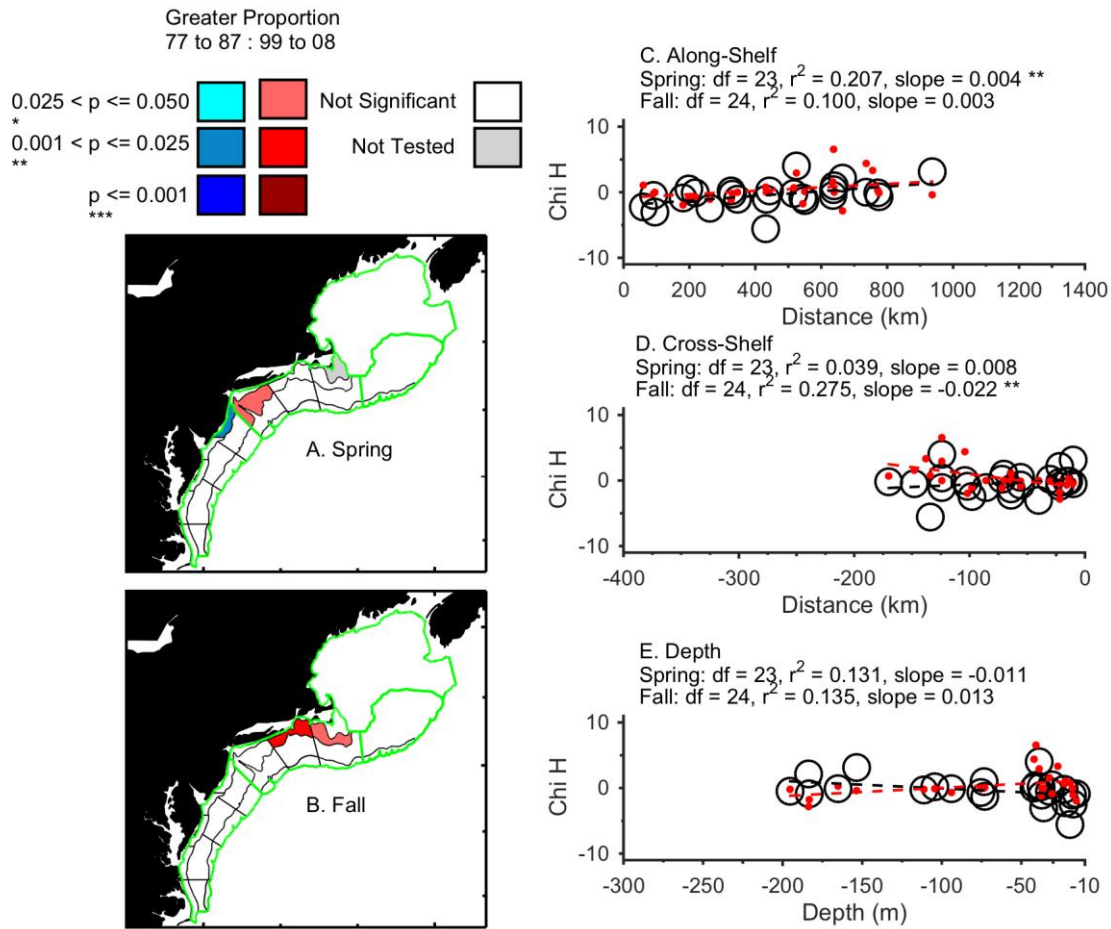 Greater Proportion
77 to 87 : 99 to 08
0.025 < p <= 0.050
*
0.001 < p <= 0.025
**
p <= 0.001
***
Not Significant
Not Tested
A. Spring
B. Fall
C. Along-Shelf
Spring: df = 23, r² = 0.207, slope = 0.004 **
Fall: df = 24, r² = 0.100, slope = 0.003
10
0
-10
Chi H
0 200 400 600 800 1000 1200 1400
Distance (km)
D. Cross-Shelf
Spring: df = 23, r² = 0.039, slope = 0.008
Fall: df = 24, r² = 0.275, slope = -0.022 **
10
0
-10
Chi H
-400 -300 -200 -100 0
Distance (km)
E. Depth
Spring: df = 23, r² = 0.131, slope = -0.011
Fall: df = 24, r² = 0.135, slope = 0.013
10
0
-10
Chi H
-300 -250 -200 -150 -100 -50 -10
Depth (m)